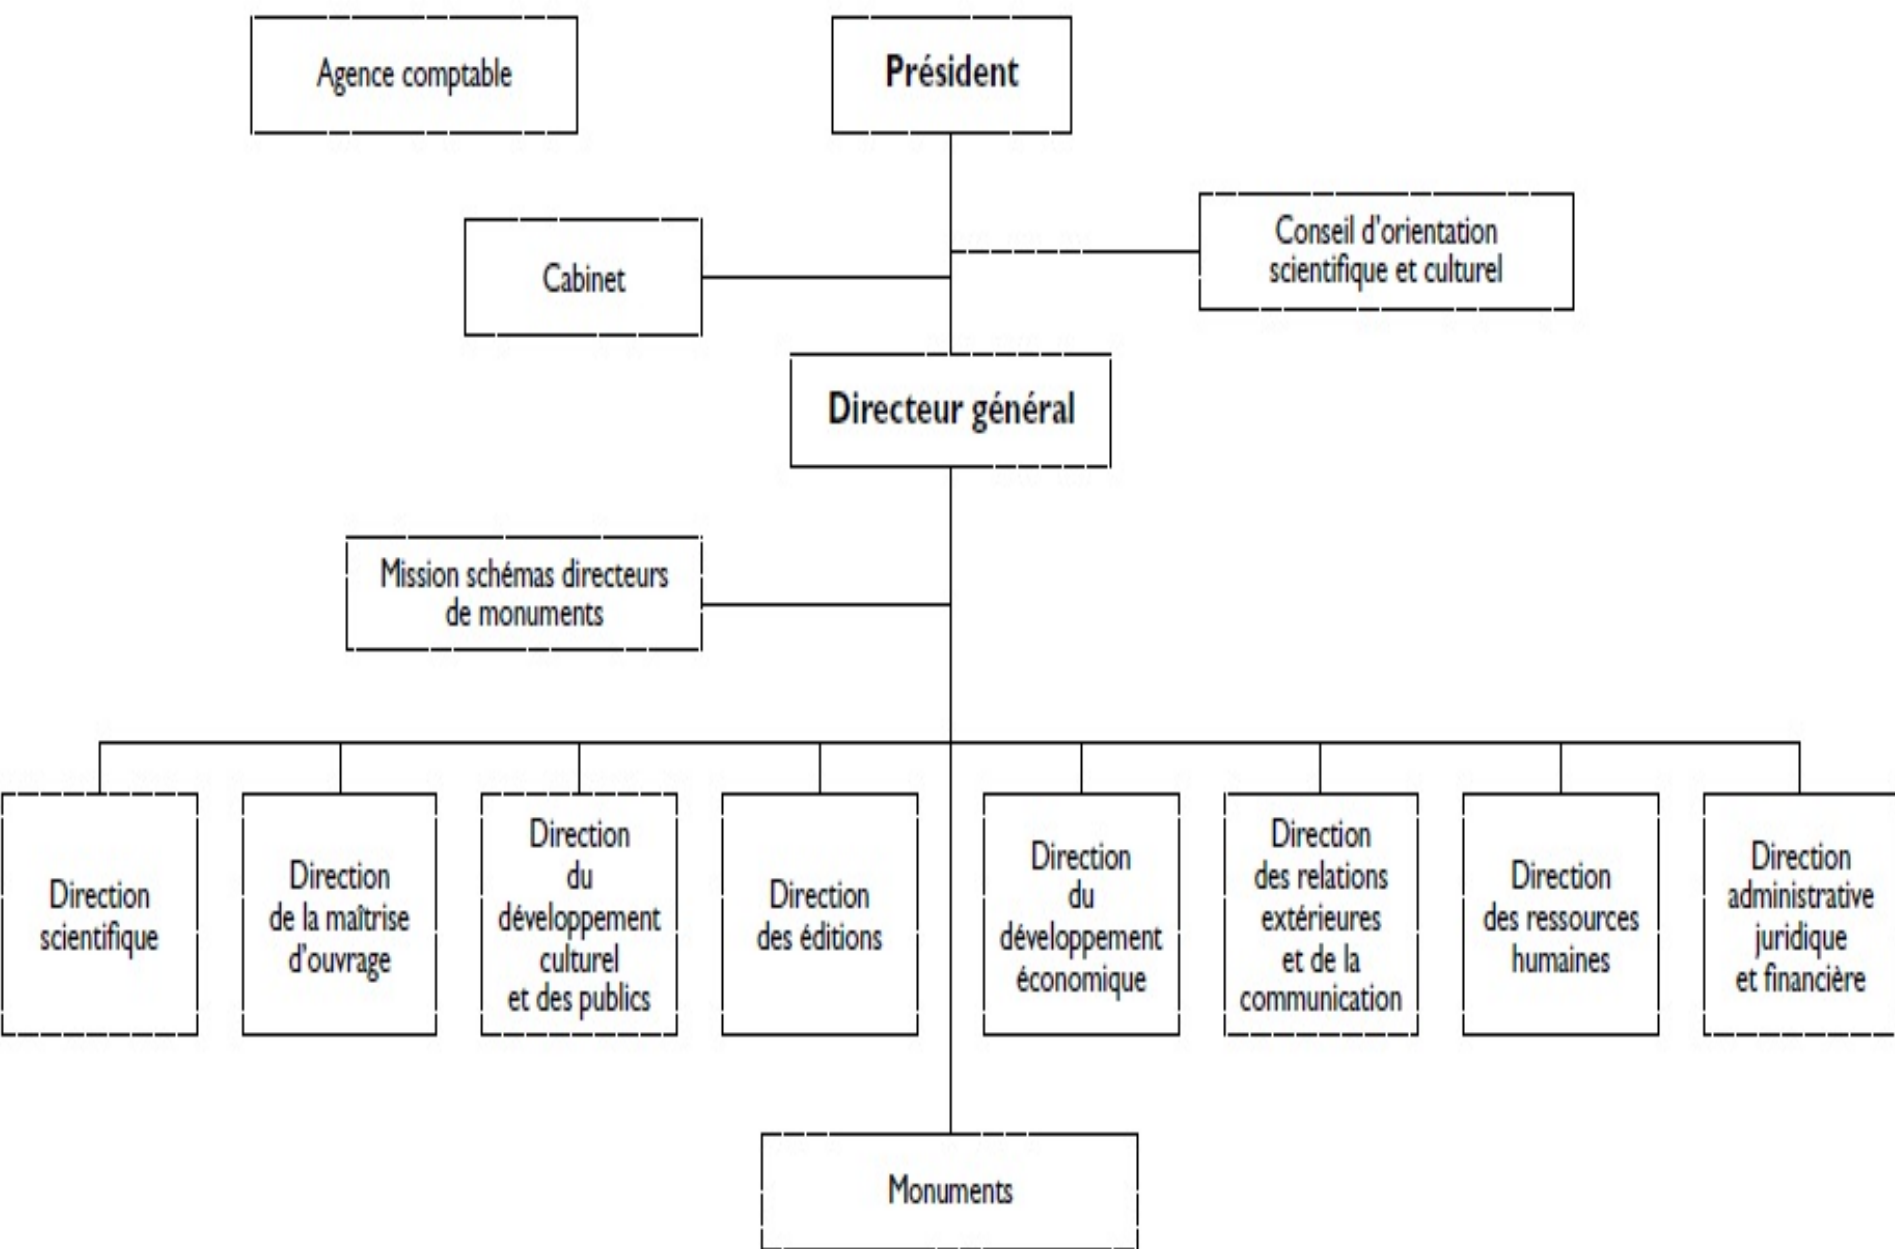 Agence comptable
Président
Cabinet
Conseil d'orientation
scientifique et culturel
Directeur général
Mission schémas directeurs
de monuments
Direction
scientifique
Direction
de la maîtrise
d'ouvrage
Direction
du
développement
culturel
et des publics
Direction
des éditions
Direction
du
développement
économique
Direction
des relations
extérieures
et de la
communication
Direction
des ressources
humaines
Direction
administrative
juridique
et financière
Monuments